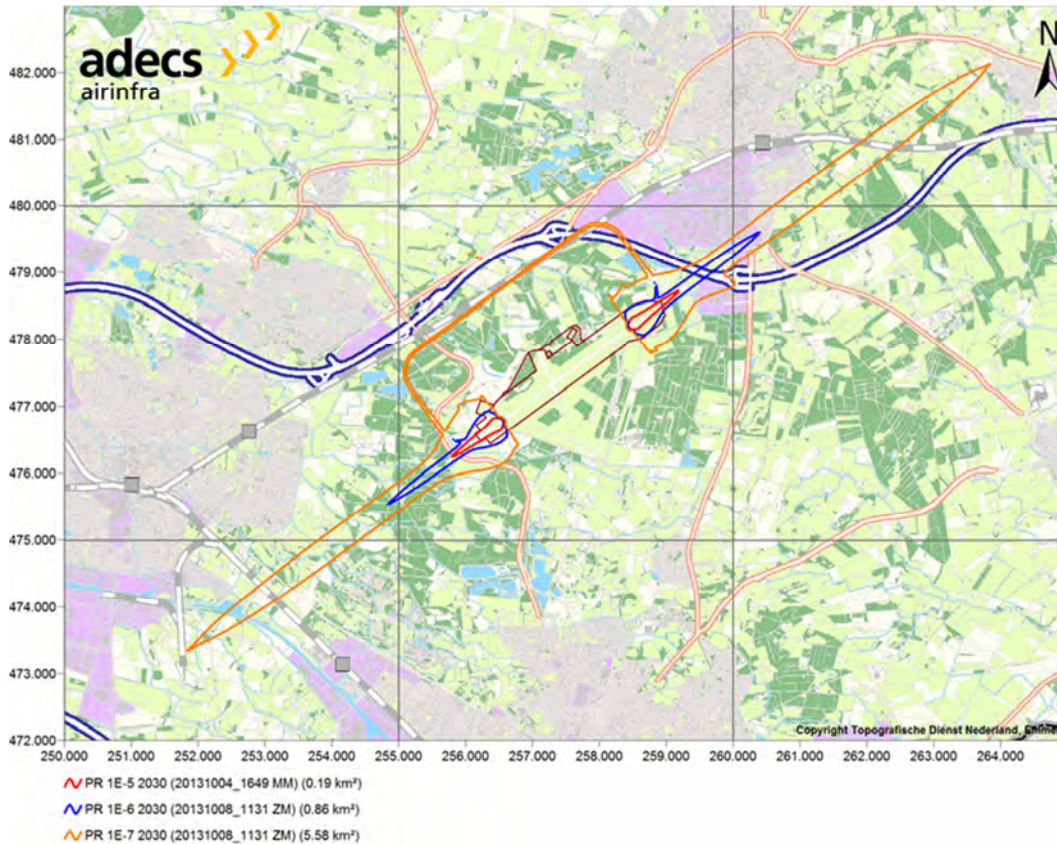 adecs
airinfra
N
482.000
481.000
480.000
479.000
478.000
477.000
476.000
475.000
474.000
473.000
472.000
Copyright Topografische Dienst Nederland,
250.000 251.000 252.000 253.000 254.000 255.000 256.000 257.000 258.000 259.000 260.000 261.000 262.000 263.000 264.000
PR 1E-5 2030 (20131004_1649 MM) (0.19 km²)
PR 1E-6 2030 (20131008_1131 ZM) (0.86 km²)
PR 1E-7 2030 (20131008_1131 ZM) (5.58 km²)